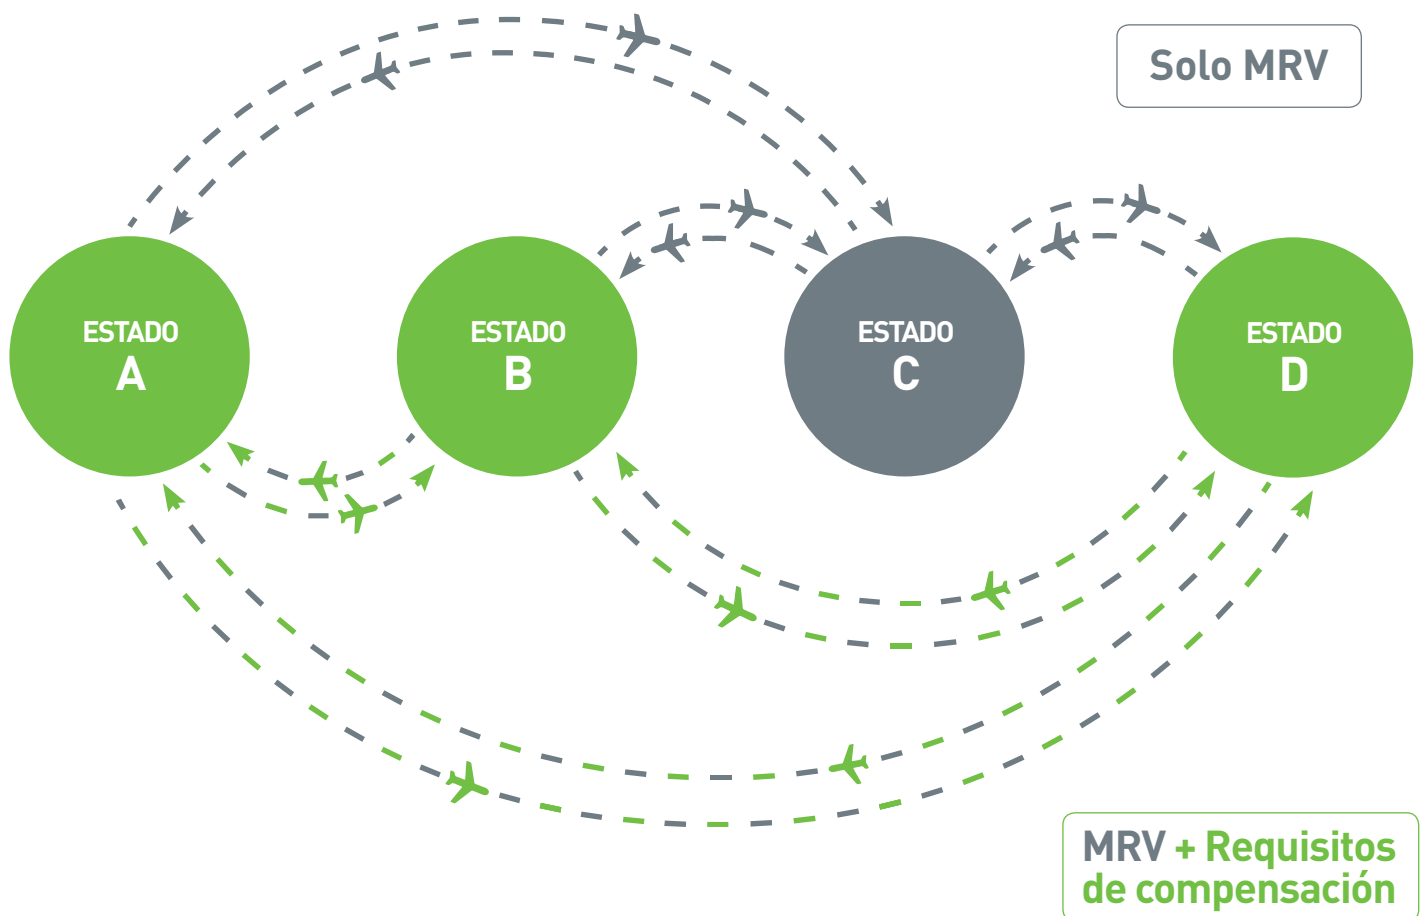 Solo MRV
ESTADO
A
ESTADO
B
ESTADO
C
ESTADO
D
MRV + Requisitos
de compensación